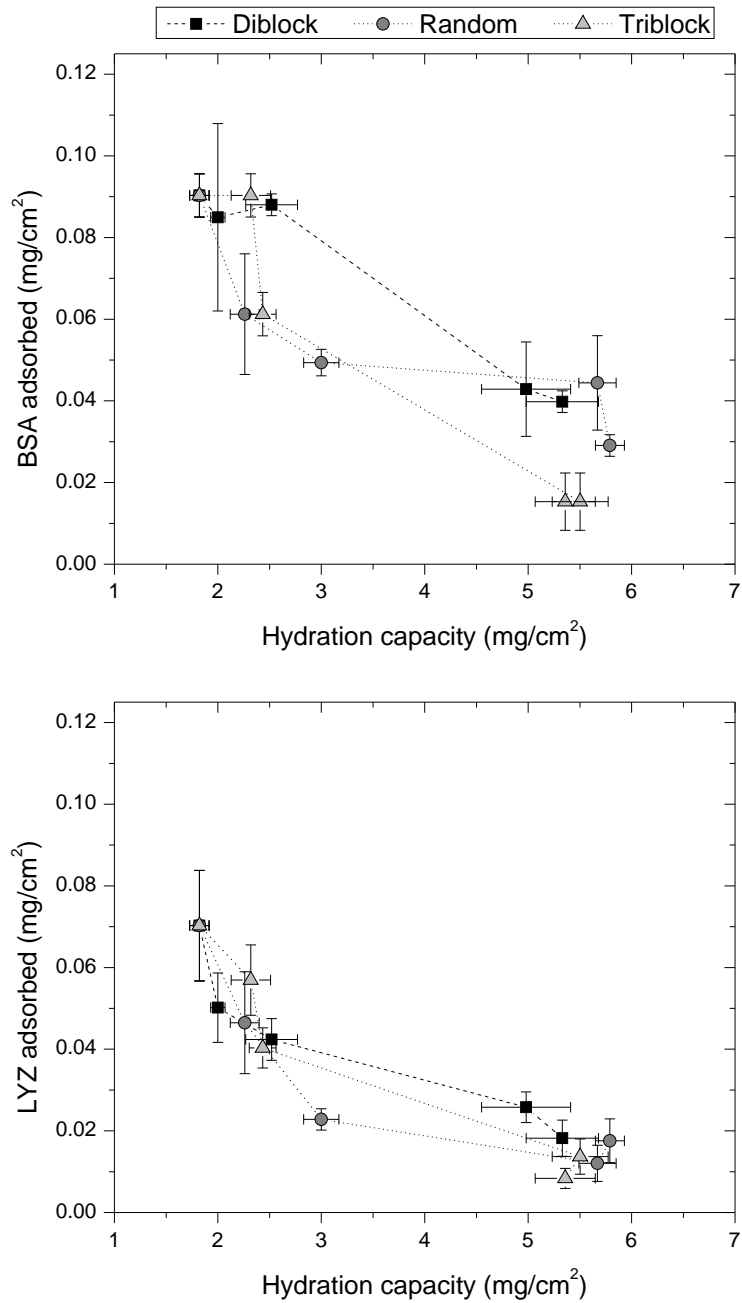 Diblock Random Triblock
0.12
0.10
0.08
0.06
0.04
0.02
0.00
BSA adsorbed (mg/cm²)
1 2 3 4 5 6 7
Hydration capacity (mg/cm²)
0.12
0.10
0.08
0.06
0.04
0.02
0.00
LYZ adsorbed (mg/cm²)
1 2 3 4 5 6 7
Hydration capacity (mg/cm²)